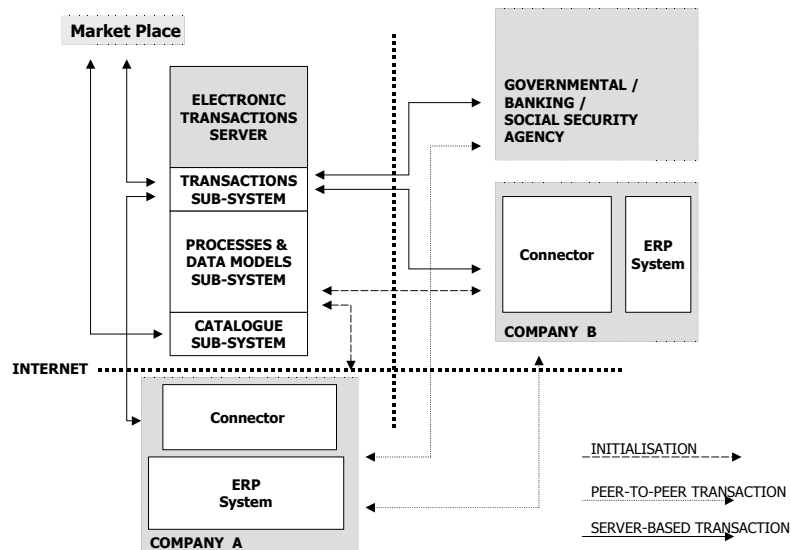 Market Place
ELECTRONIC
TRANSACTIONS
SERVER
TRANSACTIONS
SUB-SYSTEM
PROCESSES &
DATA MODELS
SUB-SYSTEM
CATALOGUE
SUB-SYSTEM
GOVERNMENTAL /
BANKING /
SOCIAL SECURITY
AGENCY
Connector
ERP
System
COMPANY B
INTERNET
Connector
ERP
System
COMPANY A
INITIALISATION
PEER-TO-PEER TRANSACTION
SERVER-BASED TRANSACTION